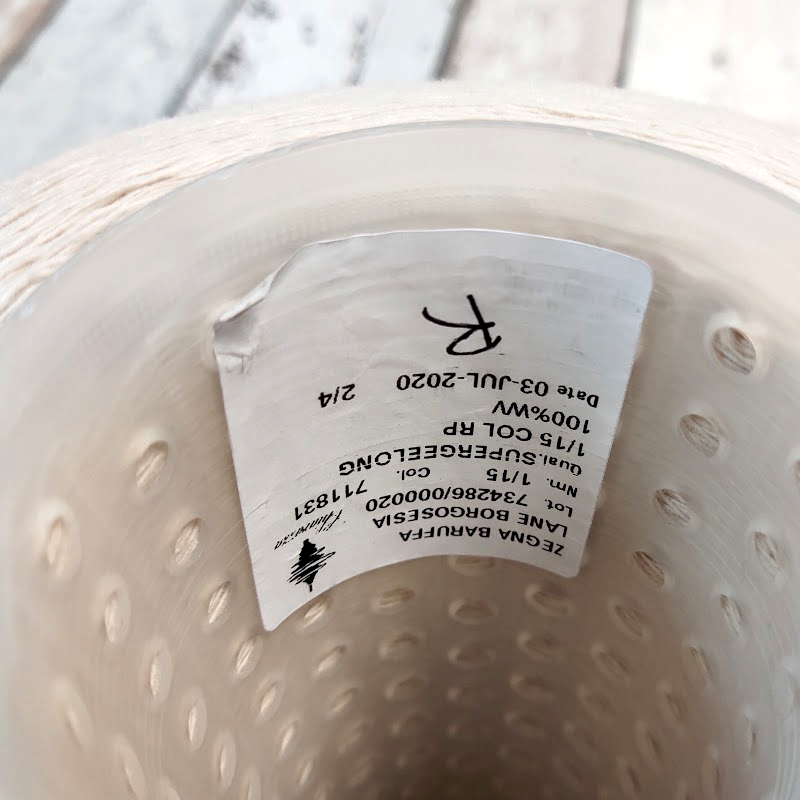 ZEGNA BARUFFA
LANE BORGOSESIA
Lot. 734286/000020
Nm. 1/15 Col. 711831
Qual. SUPERGEELONG
1/15 COL RP
100%WV
Date 03-JUL-2020 2/4
R